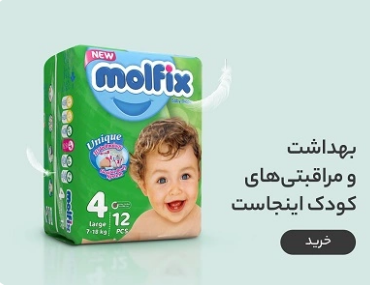 NEW
molfix
Unique
4
large
7-18 kg
12
PCS
بهداشت
و مراقبتی‌های
کودک اینجاست
خرید